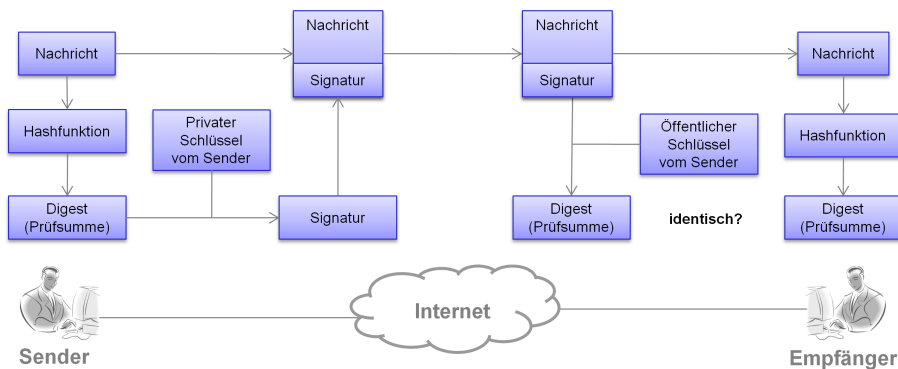 Nachricht
Hashfunktion
Digest
(Prüfsumme)
Privater
Schlüssel
vom Sender
Nachricht
Signatur
Signatur
Nachricht
Signatur
Öffentlicher
Schlüssel
vom Sender
Digest
(Prüfsumme)
identisch?
Nachricht
Hashfunktion
Digest
(Prüfsumme)
Sender
Internet
Empfänger